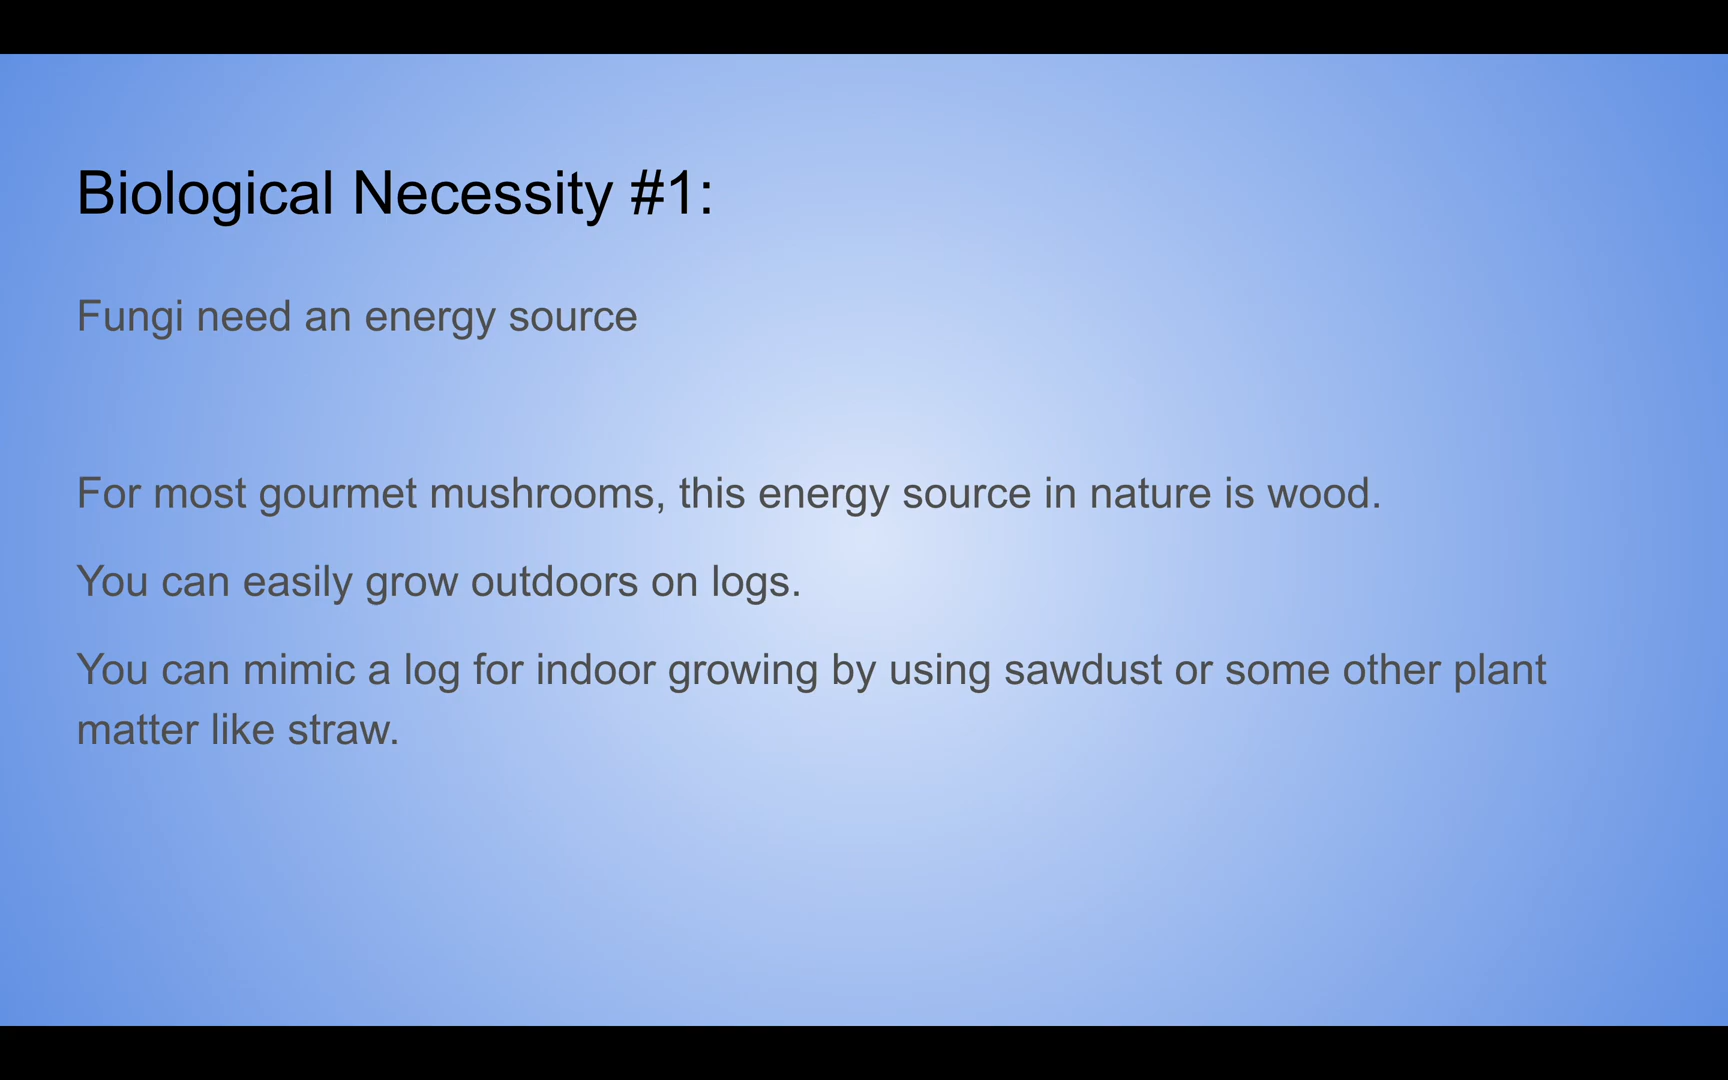 Biological Necessity #1:
Fungi need an energy source
For most gourmet mushrooms, this energy source in nature is wood.
You can easily grow outdoors on logs.
You can mimic a log for indoor growing by using sawdust or some other plant
matter like straw.